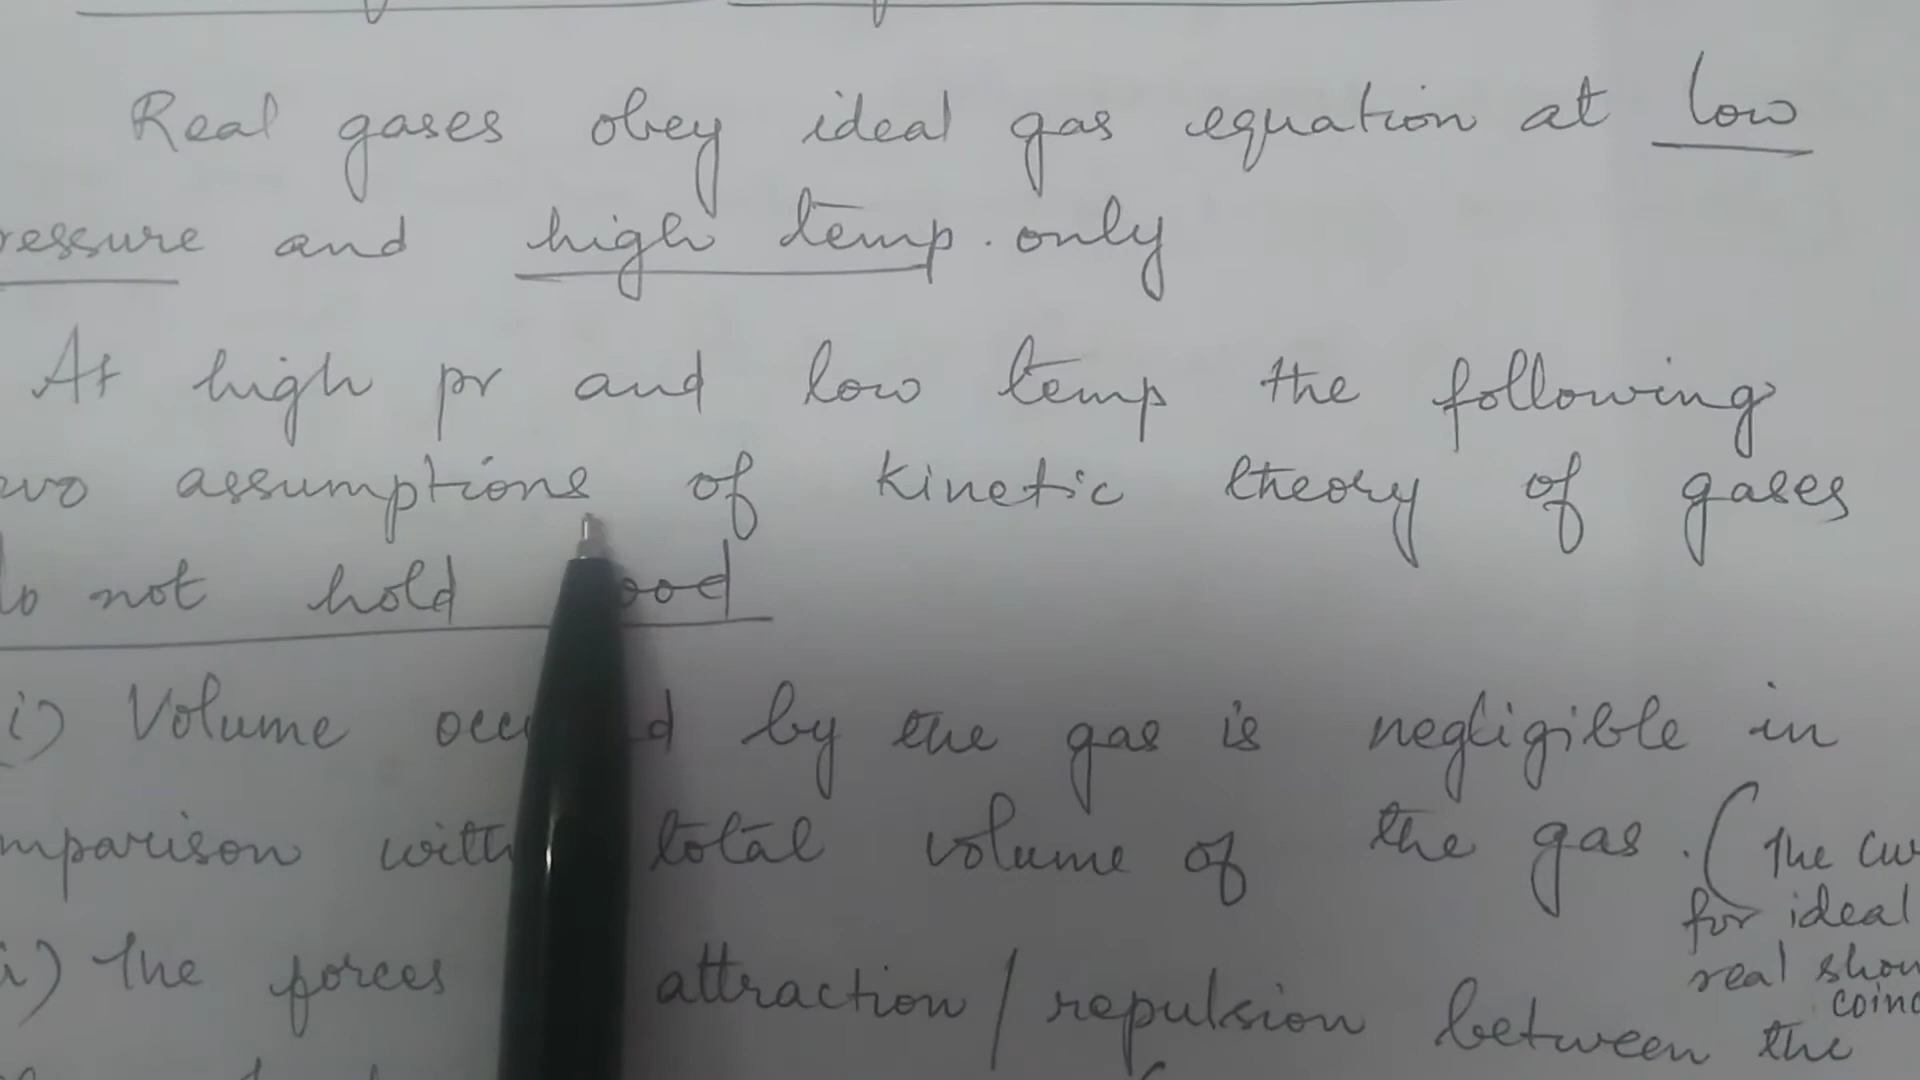 Real gases obey ideal gas equation at low
ressure and high temp. only
At high pr and low temp the following
wo assumptions of kinetic theory of gases
do not hold ood
i) Volume occ d by the gas is negligible in
mparison with total volume of the gas. (The cu
for ideal
i) The forces attraction / repulsion between the
real shou
coinc